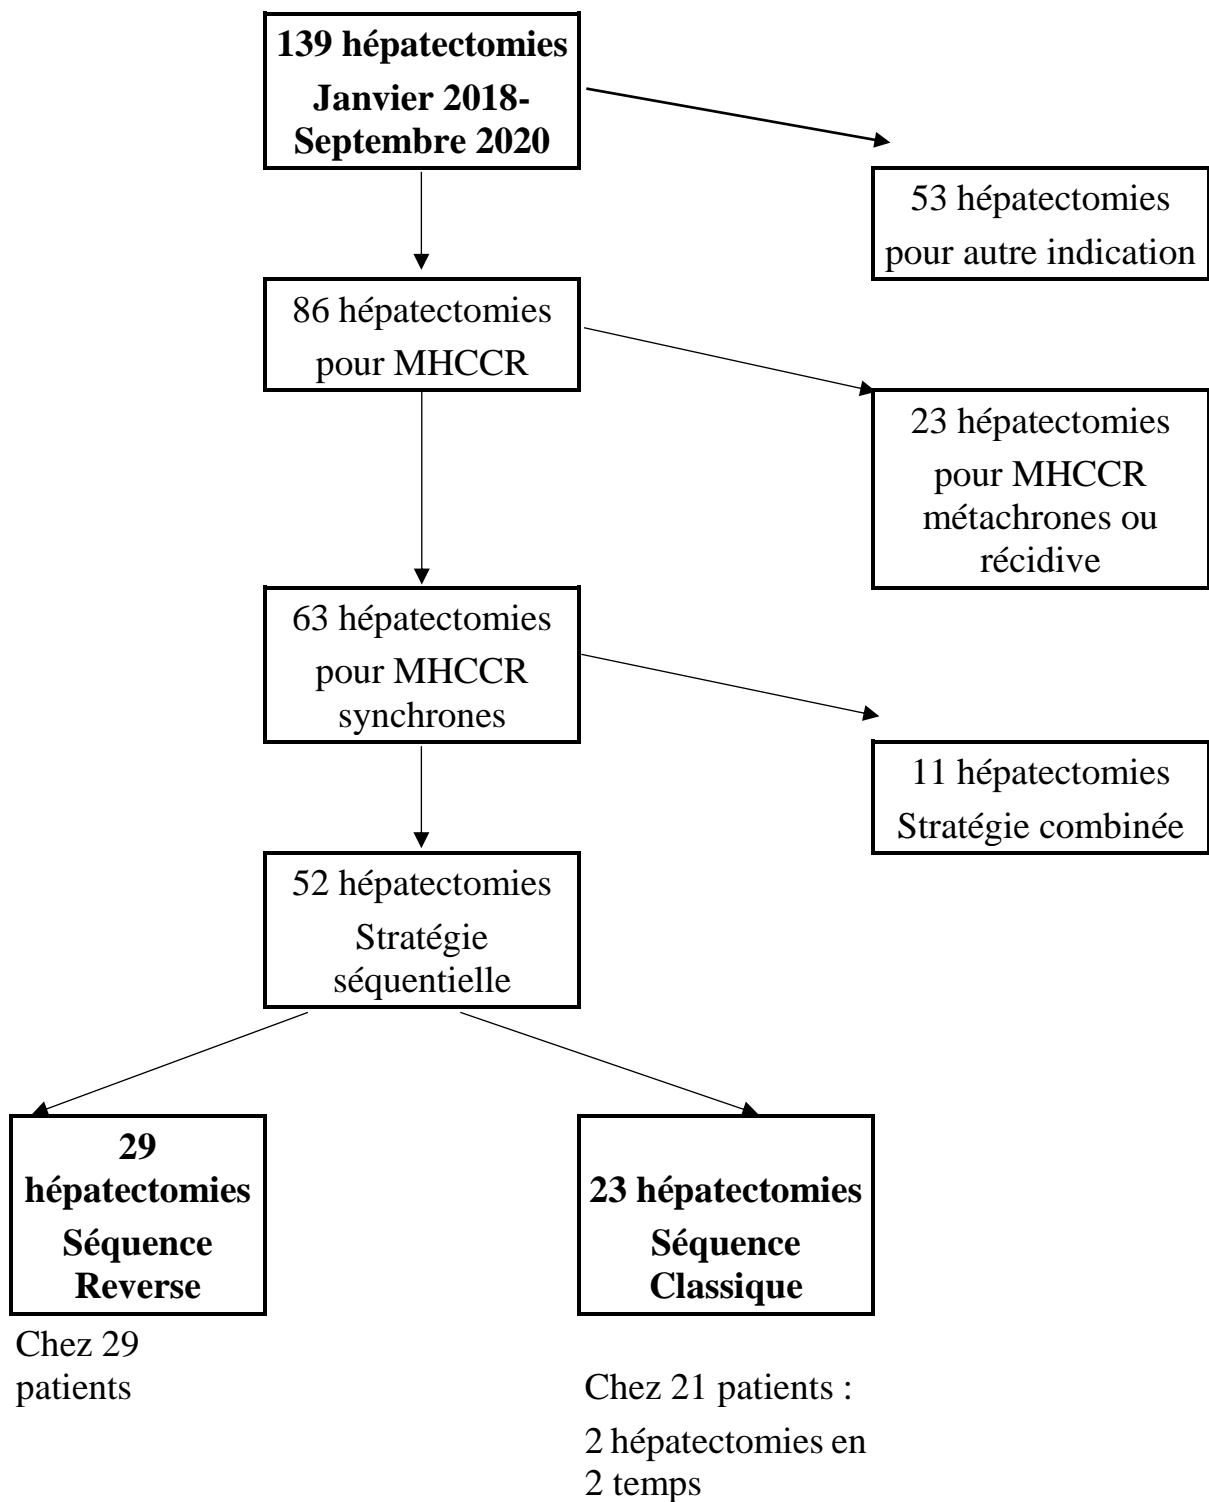 139 hépatectomies
Janvier 2018-
Septembre 2020
53 hépatectomies
pour autre indication
86 hépatectomies
pour MHCCR
23 hépatectomies
pour MHCCR
métachrones ou
récidive
63 hépatectomies
pour MHCCR
synchrones
11 hépatectomies
Stratégie combinée
52 hépatectomies
Stratégie
séquentielle
29
hépatectomies
Séquence
Reverse
23 hépatectomies
Séquence
Classique
Chez 29
patients
Chez 21 patients :
2 hépatectomies en
2 temps